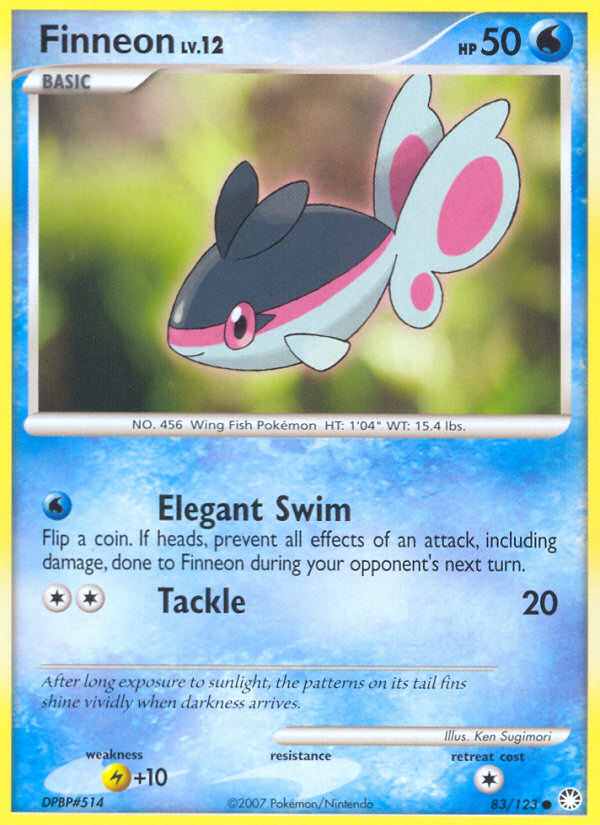 Finneon LV.12 HP 50
BASIC
NO. 456 Wing Fish Pokémon HT: 1'04" WT: 15.4 lbs.
Elegant Swim
Flip a coin. If heads, prevent all effects of an attack, including
damage, done to Finneon during your opponent's next turn.
Tackle 20
After long exposure to sunlight, the patterns on its tail fins
shine vividly when darkness arrives.
Illus. Ken Sugimori
weakness resistance retreat cost
+10
DPBP#514 ©2007 Pokémon/Nintendo 83/123